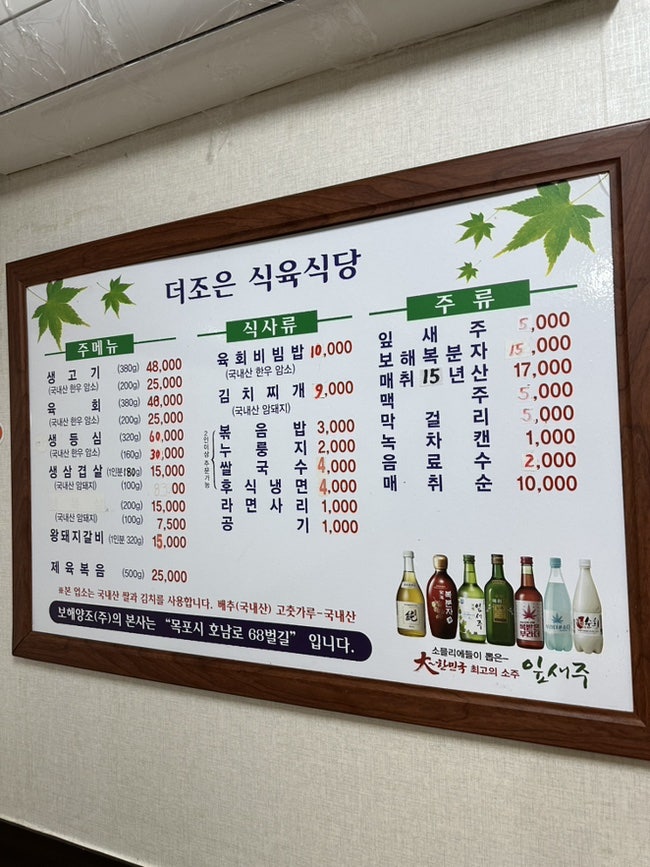 더조은 식육식당
주메뉴
생고기 (380g) 48,000
(국내산 한우 암소) (200g) 25,000
육회 (380g) 48,000
(국내산 한우 암소) (200g) 25,000
생등심 (320g) 60,000
(국내산 한우 암소) (160g) 30,000
생삼겹살 (1인분 180g) 15,000
(국내산 암돼지) (100g) 00
(200g) 15,000
(국내산 암돼지) (100g) 7,500
왕돼지갈비 (1인분 320g) 15,000
제육볶음 (500g) 25,000
식사류
육회비빔밥 10,000
(국내산 한우 암소)
김치찌개 9,000
(국내산 암돼지)
2인이상 주문가능
볶음밥 3,000
누룽지 2,000
쌀국수 4,000
후식냉면 4,000
라면사리 1,000
공기 1,000
주류
잎새주 5,000
보해복분자 15,000
매취15년산 17,000
맥주 5,000
막걸리 5,000
녹차캔 1,000
음료수 2,000
매취순 10,000
※본 업소는 국내산 쌀과 김치를 사용합니다. 배추(국내산) 고춧가루-국내산
보해양조(주)의 본사는 “목포시 호남로 68번길” 입니다.
소믈리에들이 뽑은-
大한민국 최고의 소주 잎새주